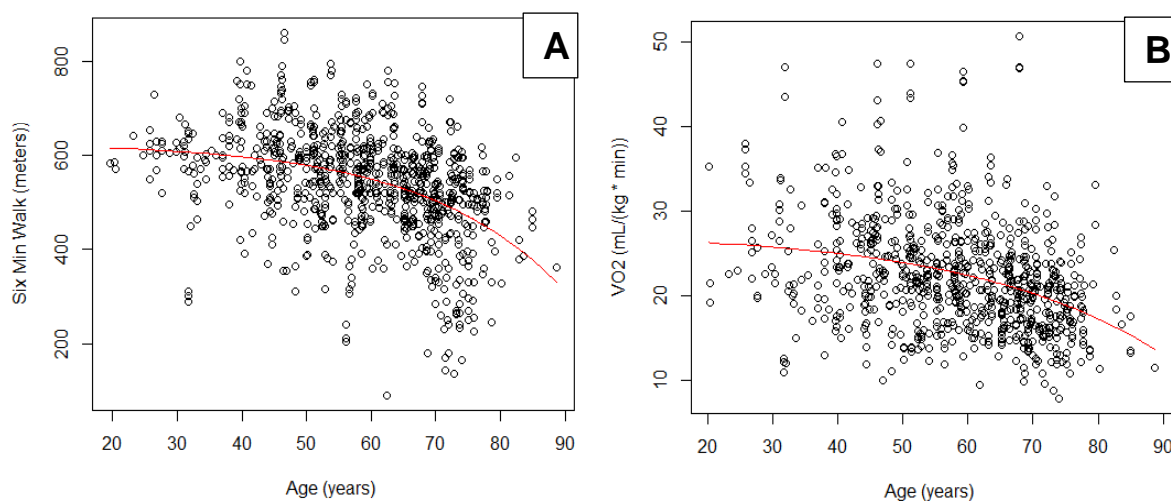 A
Six Min Walk (meters))
800
600
400
200
20 30 40 50 60 70 80 90
Age (years)
B
VO2 (mL/(kg * min))
50
40
30
20
10
20 30 40 50 60 70 80 90
Age (years)